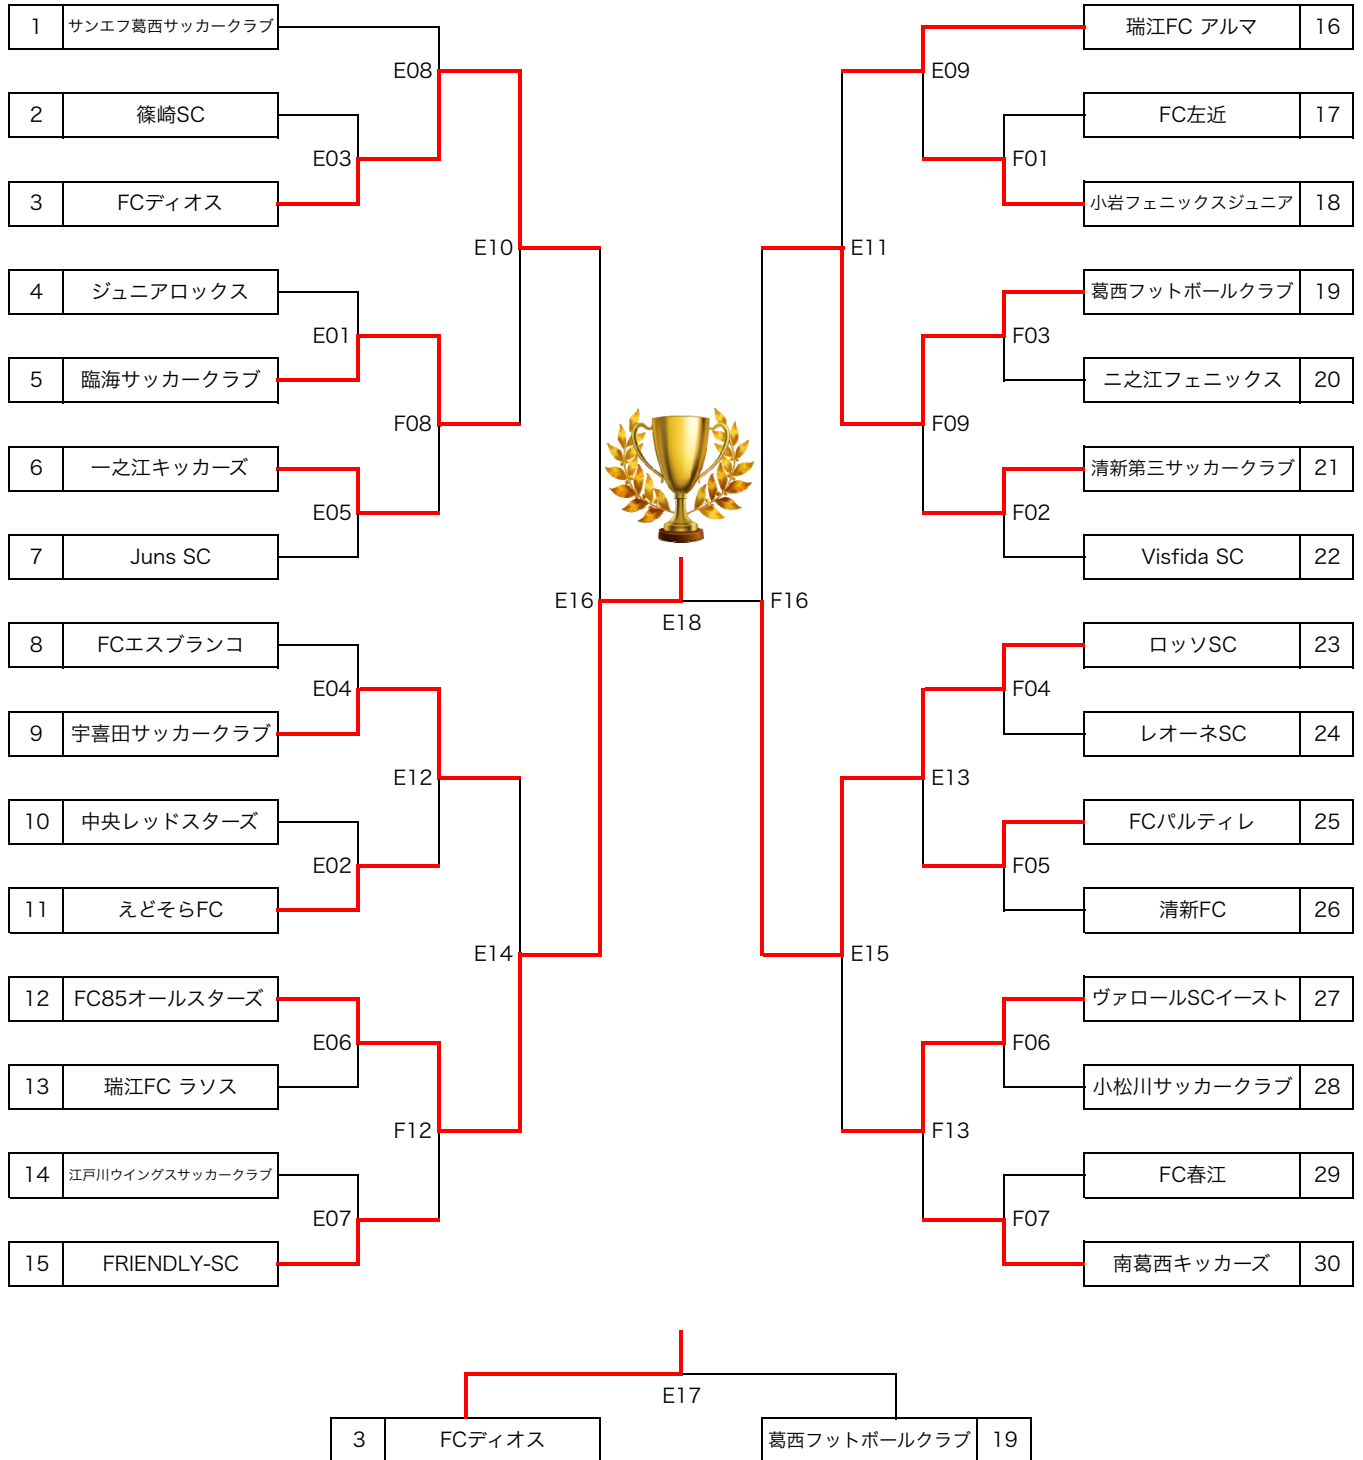 1 サンエフ葛西サッカークラブ
2 篠崎SC
3 FCディオス
4 ジュニアロックス
5 臨海サッカークラブ
6 一之江キッカーズ
7 Juns SC
8 FCエスブランコ
9 宇喜田サッカークラブ
10 中央レッドスターズ
11 えどそらFC
12 FC85オールスターズ
13 瑞江FC ラソス
14 江戸川ウイングスサッカークラブ
15 FRIENDLY-SC
E08
E03
E10
E01
F08
E05
E16
E04
E12
E02
E14
E06
F12
E07
E18
瑞江FC アルマ 16
FC左近 17
小岩フェニックスジュニア 18
葛西フットボールクラブ 19
二之江フェニックス 20
清新第三サッカークラブ 21
Visfida SC 22
ロッソSC 23
レオーネSC 24
FCパルティレ 25
清新FC 26
ヴァロールSCイースト 27
小松川サッカークラブ 28
FC春江 29
南葛西キッカーズ 30
E09
F01
E11
F03
F09
F02
F16
F04
E13
F05
E15
F06
F13
F07
E17
3 FCディオス
葛西フットボールクラブ 19